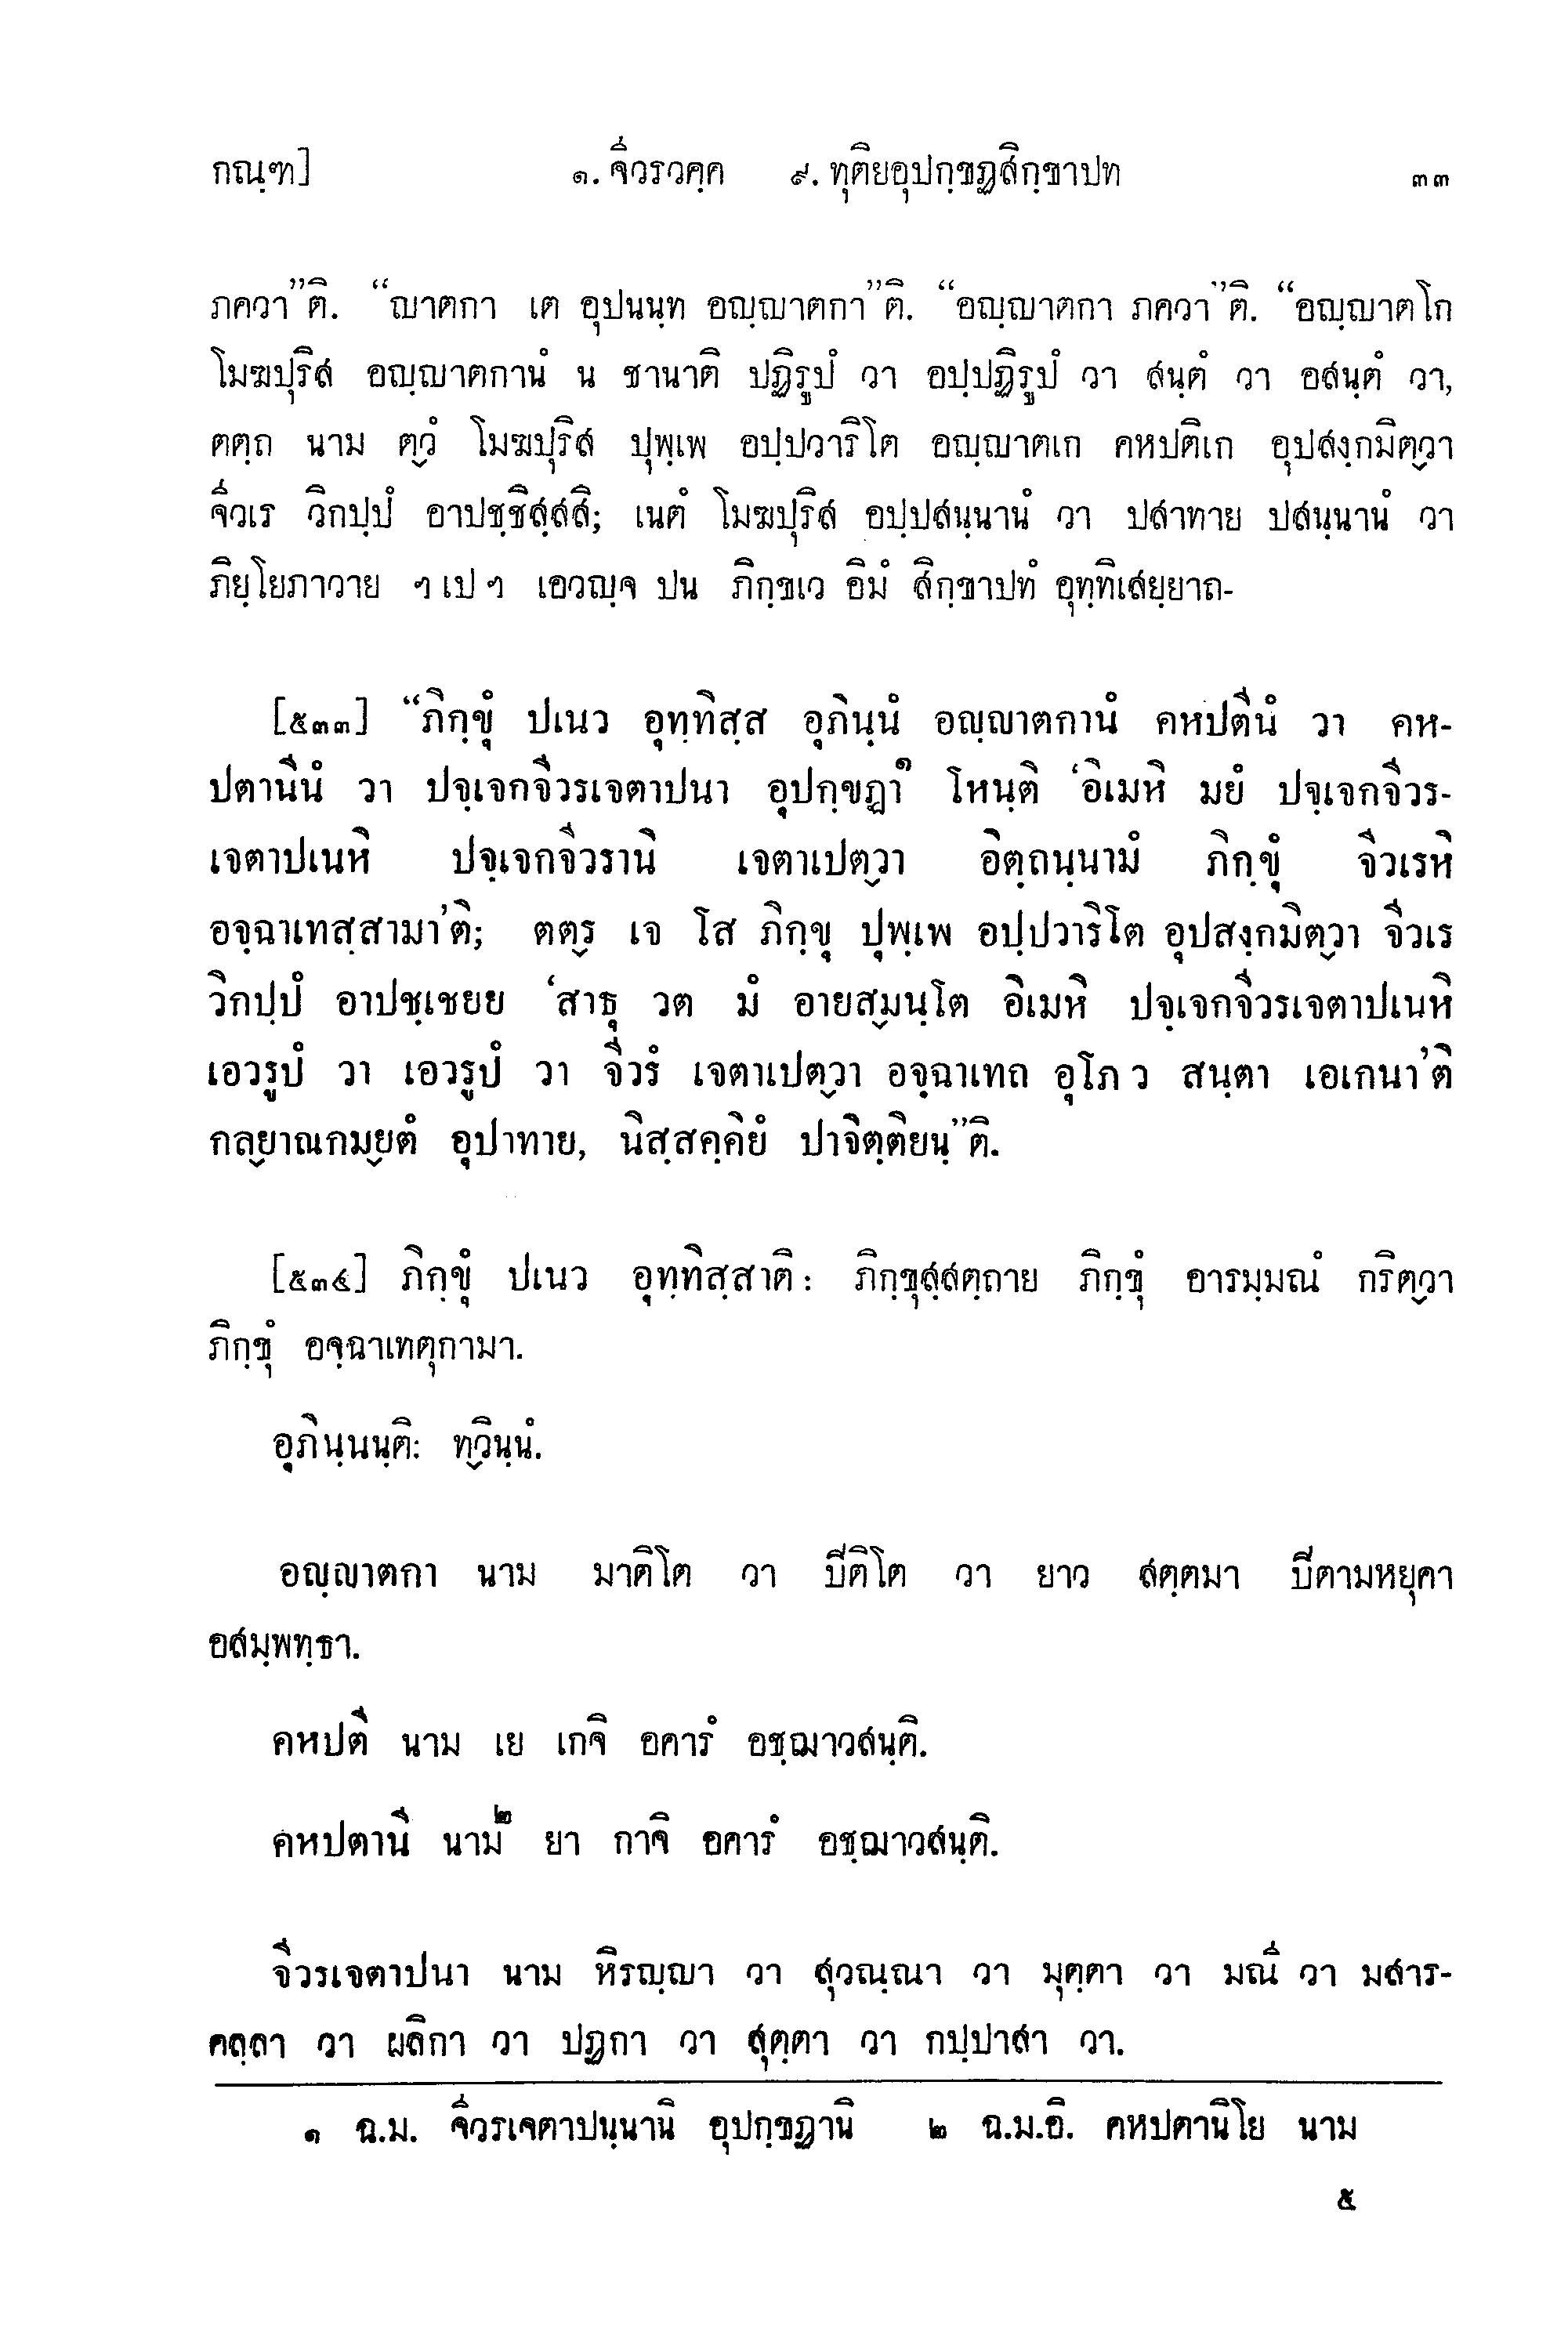 กณฺฑ] ๑. จีวรวคฺค ๙. ทุติยอุปกฺขฏสิกฺขาปท ๓๓
ภควา”ติ. “ญาตกา เต อุปนนฺท อญฺญาตกา”ติ. “อญฺญาตกา ภควา”ติ. “อญฺญาตโก
โมฆปุริส อญฺญาตกานํ น ชานาติ ปฏิรูปํ วา อปฺปฏิรูปํ วา สนฺตํ วา อสนฺตํ วา,
ตตฺถ นาม ตฺวํ โมฆปุริส ปุพฺเพ อปฺปวาริโต อญฺญาตเก คหปติเก อุปสงฺกมิตฺวา
จีวเร วิกปฺปํ อาปชฺชิสฺสสิ; เนตํ โมฆปุริส อปฺปสนฺนานํ วา ปสาทาย ปสนฺนานํ วา
ภิยฺโยภาวาย ฯ เป ฯ เอวญฺจ ปน ภิกฺขเว อิมํ สิกฺขาปทํ อุทฺทิเสยฺยาถ-
[๕๓๓] “ภิกฺขุํ ปเนว อุทฺทิสฺส อุภินฺนํ อญฺญาตกานํ คหปตีนํ วา คห-
ปตานีนํ วา ปจฺเจกจีวรเจตาปนา อุปกฺขฏา๑ โหนฺติ ‘อิเมหิ มยํ ปจฺเจกจีวร-
เจตาปเนหิ ปจฺเจกจีวรานิ เจตาเปตฺวา อิตฺถนฺนามํ ภิกฺขุํ จีวเรหิ
อจฺฉาเทสฺสามา’ติ; ตตฺร เจ โส ภิกฺขุ ปุพฺเพ อปฺปวาริโต อุปสงฺกมิตฺวา จีวเร
วิกปฺปํ อาปชฺเชยย ‘สาธุ วต มํ อายสฺมนฺโต อิเมหิ ปจฺเจกจีวรเจตาปเนหิ
เอวรูปํ วา เอวรูปํ วา จีวรํ เจตาเปตฺวา อจฺฉาเทถ อุโภ ว สนฺตา เอเกนา’ติ
กลฺยาณกมฺยตํ อุปาทาย, นิสฺสคฺคิยํ ปาจิตฺติยนฺ”ติ.
[๕๓๔] ภิกฺขุํ ปเนว อุทฺทิสฺสาติ: ภิกฺขุสฺสตฺถาย ภิกฺขุํ อารมฺมณํ กริตฺวา
ภิกฺขุํ อจฺฉาเทตุกามา.
อุภินฺนนฺติ: ทฺวินฺนํ.
อญฺญาตกา นาม มาติโต วา ปีติโต วา ยาว สตฺตมา ปีตามหยุคา
อสมฺพทฺธา.
คหปตี นาม เย เกจิ อคารํ อชฺฌาวสนฺติ.
คหปตานี นาม๒ ยา กาจิ อคารํ อชฺฌาวสนฺติ.
จีวรเจตาปนา นาม หิรญฺญา วา สุวณฺณา วา มุตฺตา วา มณี วา มสาร-
คลฺลา วา ผลิกา วา ปฏกา วา สุตฺตา วา กปฺปาสา วา.
๑ ฉ.ม. จีวรเจตาปนฺนานิ อุปกฺขฏานิ ๒ ฉ.ม.อิ. คหปตานิโย นาม
๕